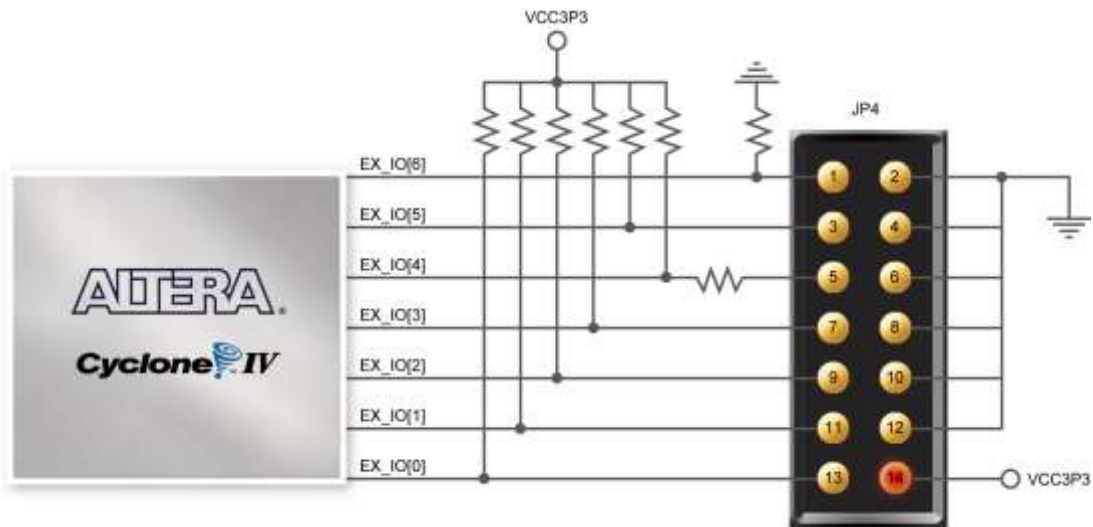 VCC3P3
JP4
EX_IO[6]
1 2
EX_IO[5]
3 4
EX_IO[4]
5 6
ALTERA®
EX_IO[3]
7 8
Cyclone IV
EX_IO[2]
9 10
EX_IO[1]
11 12
EX_IO[0]
13 14
VCC3P3